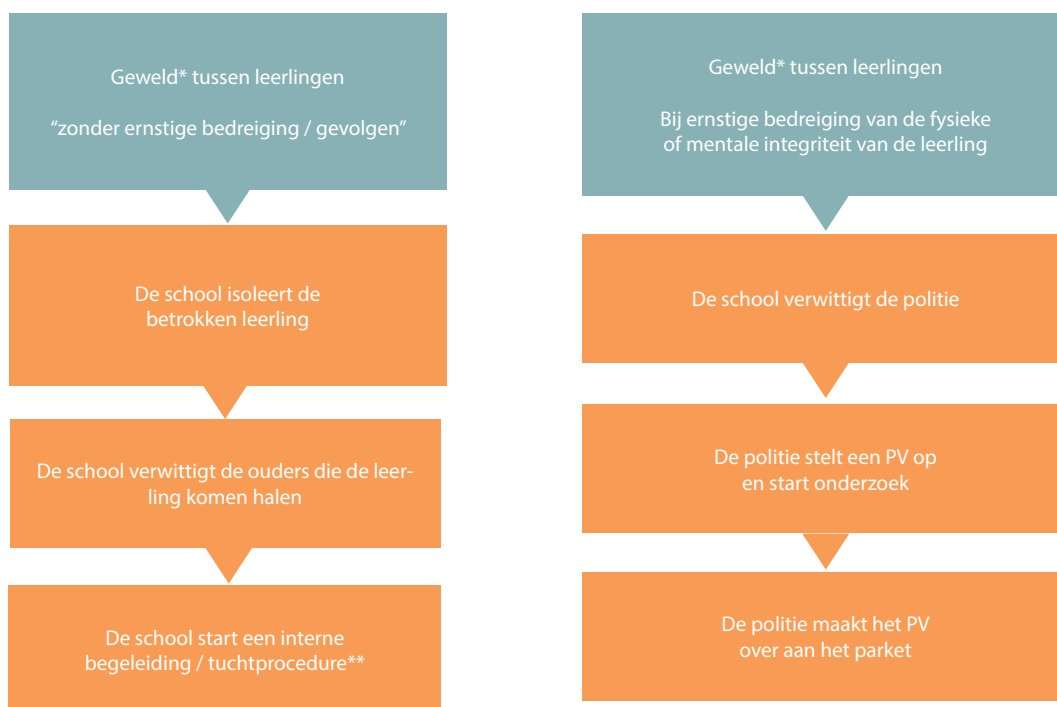 Geweld* tussen leerlingen
“zonder ernstige bedreiging / gevolgen”
De school isoleert de
betrokken leerling
De school verwittigt de ouders die de leer-
ling komen halen
De school start een interne
begeleiding / tuchtprocedure**
Geweld* tussen leerlingen
Bij ernstige bedreiging van de fysieke
of mentale integriteit van de leerling
De school verwittigt de politie
De politie stelt een PV op
en start onderzoek
De politie maakt het PV
over aan het parket